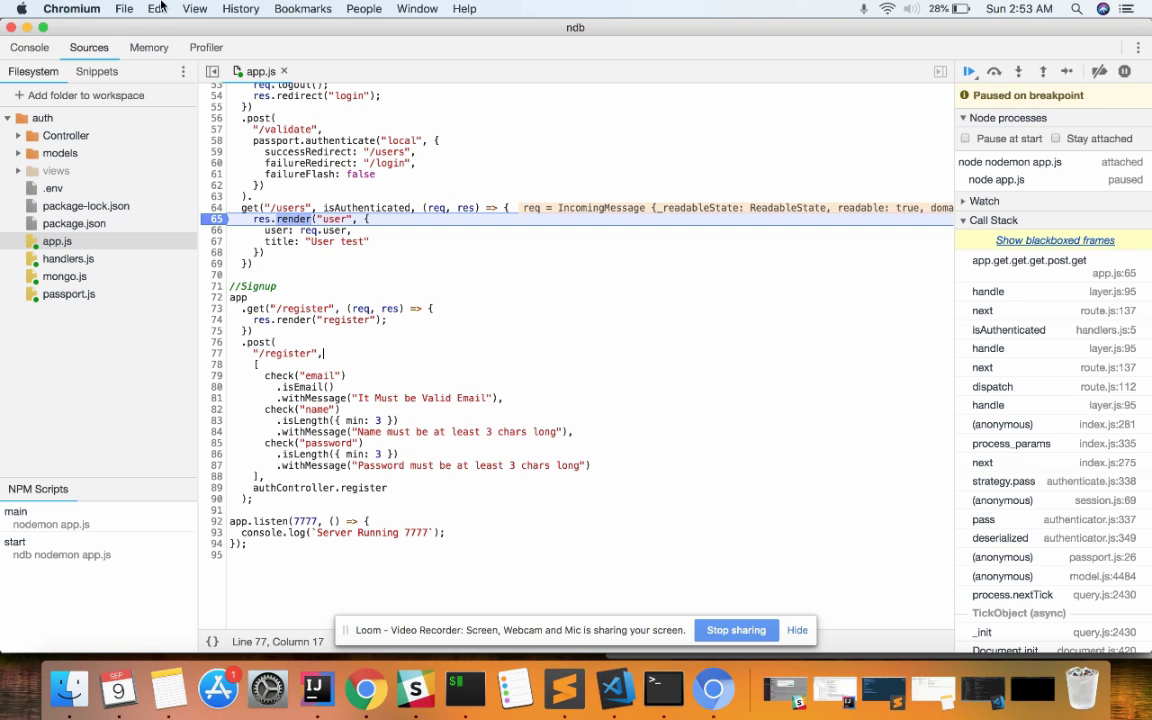 Chromium File Edit View History Bookmarks People Window Help 28% Sun 2:53 AM
ndb
Console Sources Memory Profiler
Filesystem Snippets
app.js
Add folder to workspace
auth
Controller
models
views
.env
package-lock.json
package.json
app.js
handlers.js
mongo.js
passport.js
NPM Scripts
main
nodemon app.js
start
ndb nodemon app.js
53 req.logout();
54 res.redirect("login");
55 })
56 .post(
57 "/validate",
58 passport.authenticate("local", {
59 successRedirect: "/users",
60 failureRedirect: "/login",
61 failureFlash: false
62 })
63 ).
64 get("/users", isAuthenticated, (req, res) => { req = IncomingMessage {_readableState: ReadableState, readable: true, doma
65 res.render("user", {
66 user: req.user,
67 title: "User test"
68 })
69 })
70
71 //Signup
72 app
73 .get("/register", (req, res) => {
74 res.render("register");
75 })
76 .post(
77 "/register",
78 [
79 check("email")
80 .isEmail()
81 .withMessage("It Must be Valid Email"),
82 check("name")
83 .isLength({ min: 3 })
84 .withMessage("Name must be at least 3 chars long"),
85 check("password")
86 .isLength({ min: 3 })
87 .withMessage("Password must be at least 3 chars long")
88 ],
89 authController.register
90 );
91
92 app.listen(7777, () => {
93 console.log(`Server Running 7777`);
94 });
95
{} Line 77, Column 17
Paused on breakpoint
Node processes
Pause at start Stay attached
node nodemon app.js attached
node app.js paused
Watch
Call Stack
Show blackboxed frames
app.get.get.get.post.get
app.js:65
handle layer.js:95
next route.js:137
isAuthenticated handlers.js:5
handle layer.js:95
next route.js:137
dispatch route.js:112
handle layer.js:95
(anonymous) index.js:281
process_params index.js:335
next index.js:275
strategy.pass authenticate.js:338
(anonymous) session.js:69
pass authenticator.js:337
deserialized authenticator.js:349
(anonymous) passport.js:26
(anonymous) model.js:4484
process.nextTick query.js:2430
TickObject (async)
_init query.js:2430
Document.init document.js:420
Loom - Video Recorder: Screen, Webcam and Mic is sharing your screen. Stop sharing Hide
SEP
9
1
IJ
S
$
>_